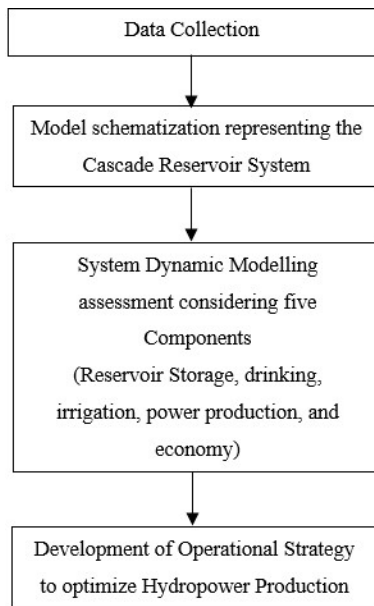 Data Collection
Model schematization representing the
Cascade Reservoir System
System Dynamic Modelling
assessment considering five
Components
(Reservoir Storage, drinking,
irrigation, power production, and
economy)
Development of Operational Strategy
to optimize Hydropower Production